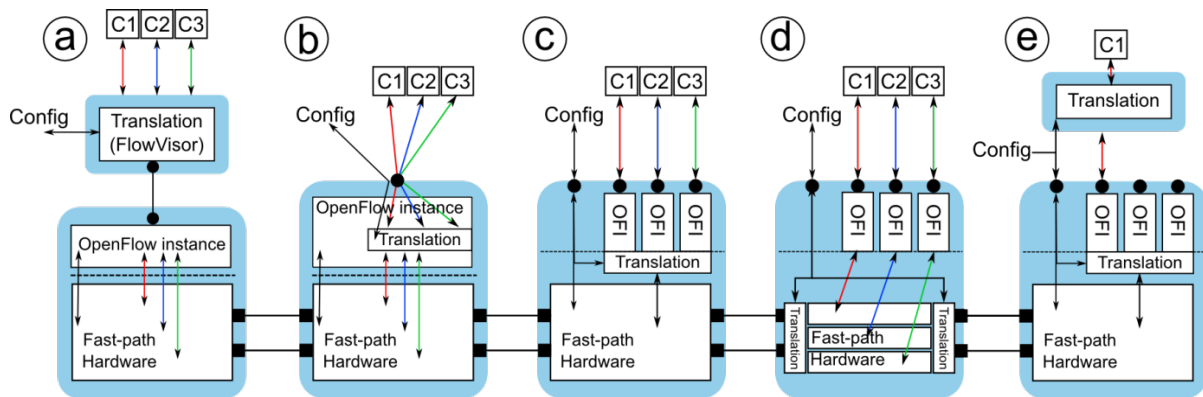 a
C1 C2 C3
Config
Translation
(FlowVisor)
OpenFlow instance
Fast-path
Hardware
b
C1 C2 C3
Config
OpenFlow instance
Translation
Fast-path
Hardware
c
C1 C2 C3
Config
OFI OFI OFI
Translation
Fast-path
Hardware
d
C1 C2 C3
Config
OFI OFI OFI
Translation
Fast-path
Hardware
Translation
e
C1
Translation
Config
OFI OFI OFI
Translation
Fast-path
Hardware